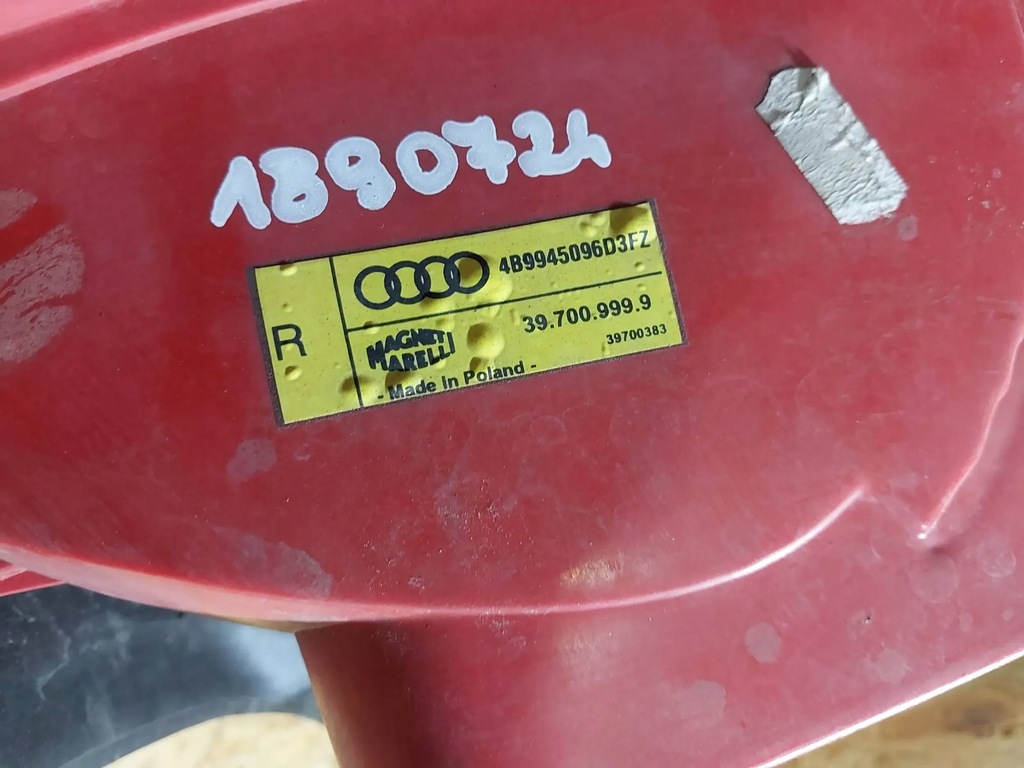 1890724
R
4B9945096D3FZ
MAGNETI
MARELLI
39.700.999.9
39700383
- Made In Poland -